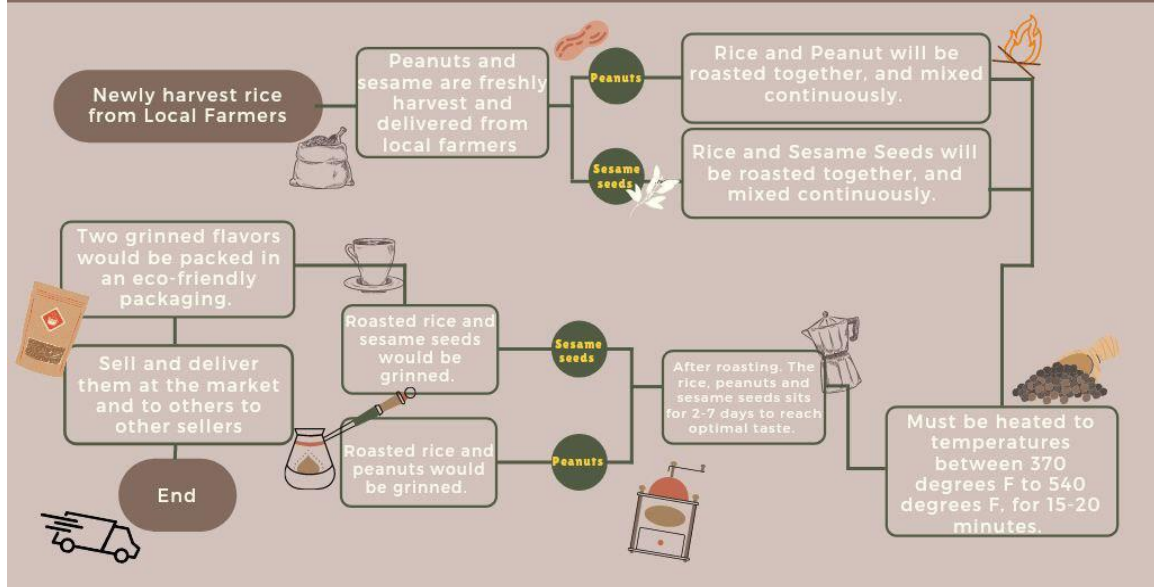 Newly harvest rice
from Local Farmers
Peanuts and
sesame are freshly
harvest and
delivered from
local farmers
Peanuts
Rice and Peanut will be
roasted together, and mixed
continuously.
Sesame
seeds
Rice and Sesame Seeds will
be roasted together, and
mixed continuously.
Must be heated to
temperatures
between 370
degrees F to 540
degrees F, for 15-20
minutes.
After roasting. The
rice, peanuts and
sesame seeds sits
for 2-7 days to reach
optimal taste.
Sesame
seeds
Roasted rice and
sesame seeds
would be
grinned.
Peanuts
Roasted rice and
peanuts would
be grinned.
Two grinned flavors
would be packed in
an eco-friendly
packaging.
Sell and deliver
them at the market
and to others to
other sellers
End